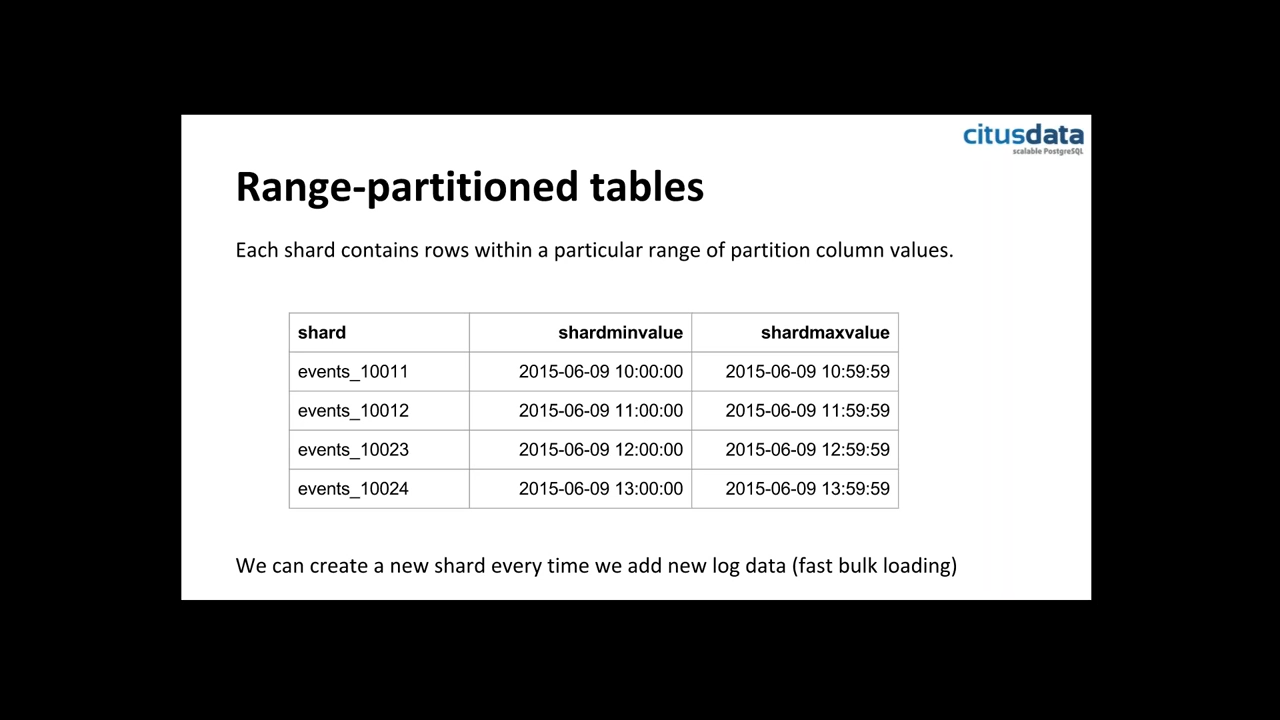 citusdata
scalable PostgreSQL
Range-partitioned tables
Each shard contains rows within a particular range of partition column values.
shard shardminvalue shardmaxvalue
events_10011 2015-06-09 10:00:00 2015-06-09 10:59:59
events_10012 2015-06-09 11:00:00 2015-06-09 11:59:59
events_10023 2015-06-09 12:00:00 2015-06-09 12:59:59
events_10024 2015-06-09 13:00:00 2015-06-09 13:59:59
We can create a new shard every time we add new log data (fast bulk loading)